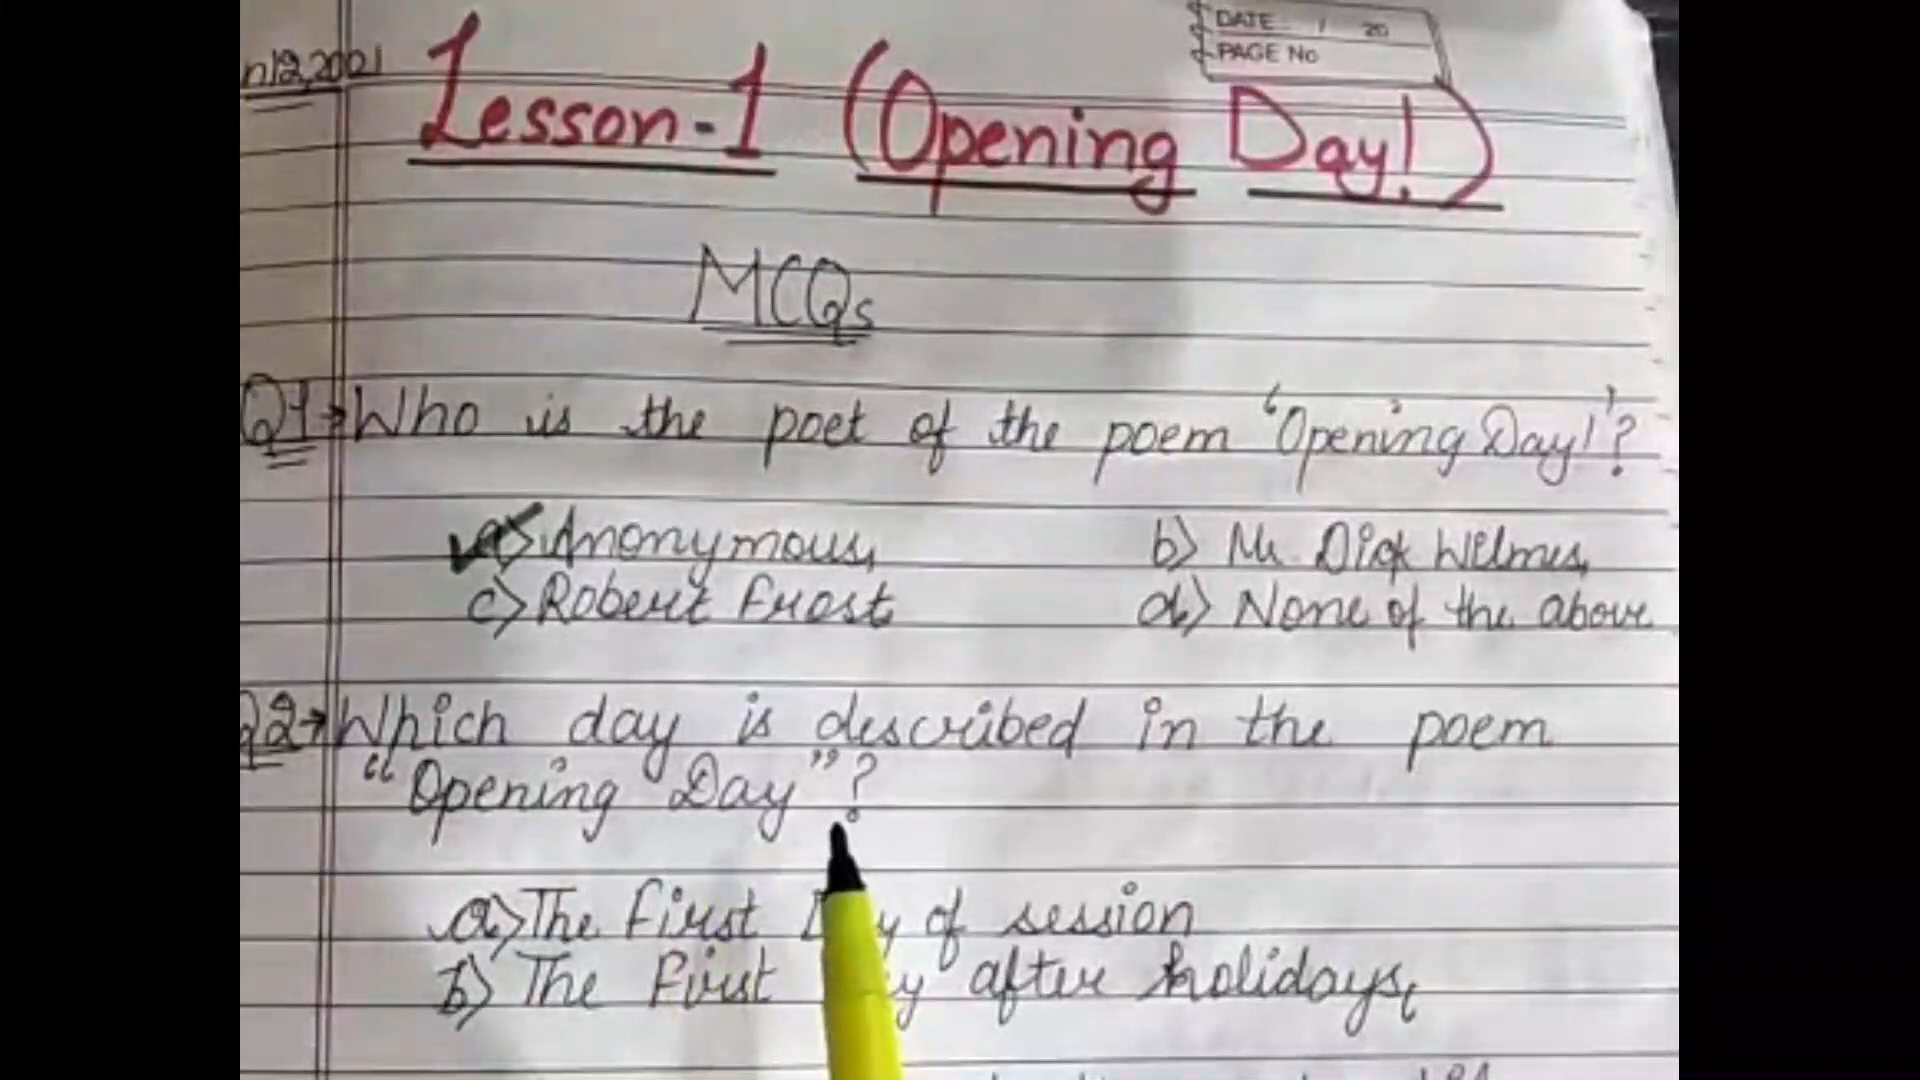 DATE / 20
PAGE No
Lesson-1 (Opening Day!)
MCQs
Q1→ Who is the poet of the poem 'Opening Day!'?
a) Anonymous, b) Mr. Dick Wilmes,
c) Robert Frost d) None of the above
Q2→ Which day is described in the poem
"Opening Day"?
a) The First of session
b) The First after holidays,